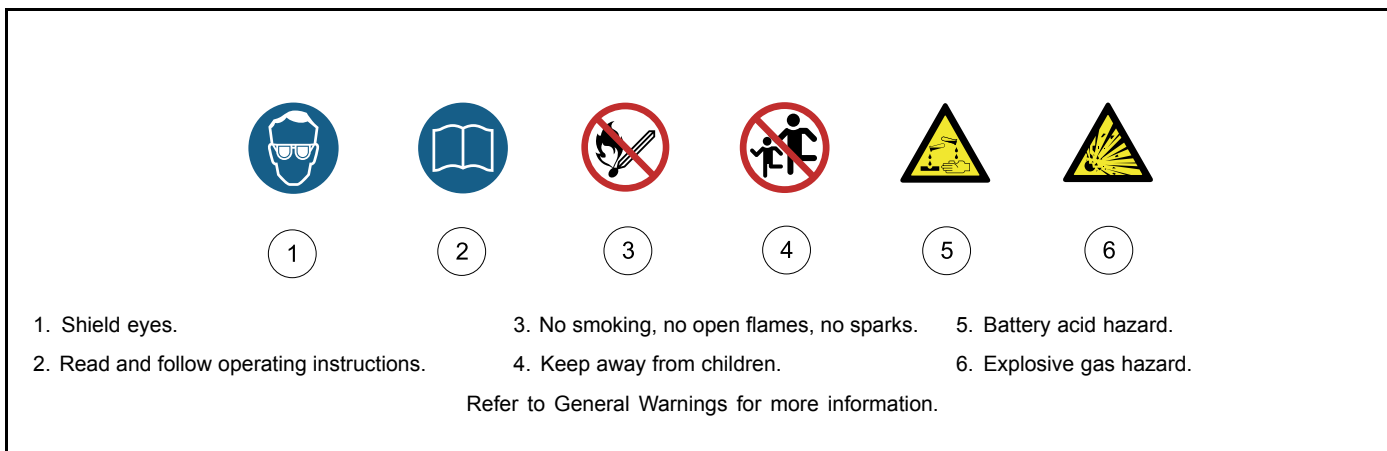 1
2
3
4
5
6
1. Shield eyes.
2. Read and follow operating instructions.
3. No smoking, no open flames, no sparks.
4. Keep away from children.
5. Battery acid hazard.
6. Explosive gas hazard.
Refer to General Warnings for more information.